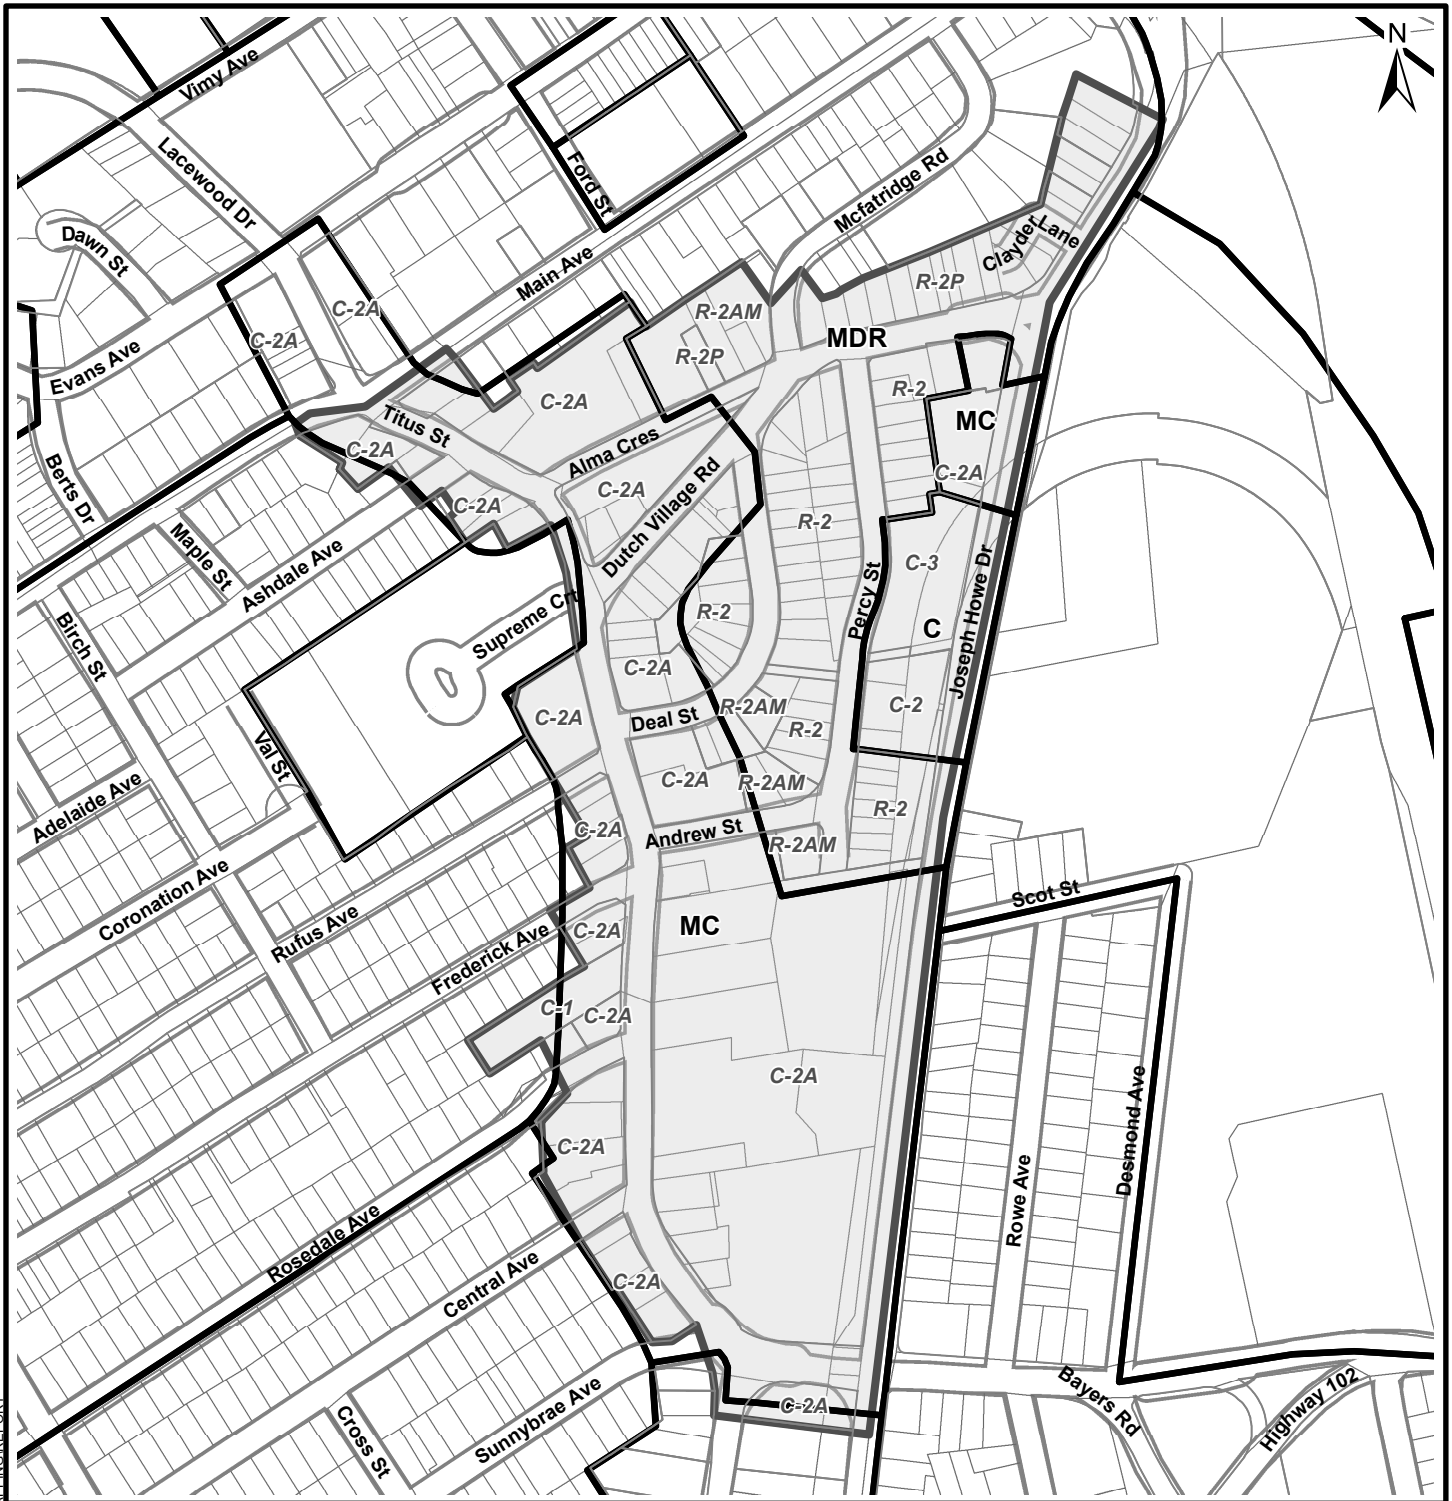 N
Vimy Ave
Lacewood Dr
Ford St
Mcfatridge Rd
Dawn St
Clayder Lane
Main Ave
R-2P
C-2A
R-2AM
C-2A
MDR
R-2P
Evans Ave
R-2
C-2A
MC
Titus St
Alma Cres
C-2A
C-2A
Berts Dr
C-2A
C-2A
Dutch Village Rd
R-2
Maple St
Ashdale Ave
C-3
Percy St
Joseph Howe Dr
Supreme Crt
R-2
C
Birch St
C-2A
C-2A
Deal St
R-2AM
C-2
R-2
Val St
C-2A
R-2AM
Adelaide Ave
C-2A
Andrew St
R-2
R-2AM
Coronation Ave
Scot St
Rufus Ave
Frederick Ave
C-2A
MC
C-1
C-2A
C-2A
Desmond Ave
C-2A
Rowe Ave
Rosedale Ave
Central Ave
C-2A
Bayers Rd
Highway 102
C-2A
Cross St
Sunnybrae Ave